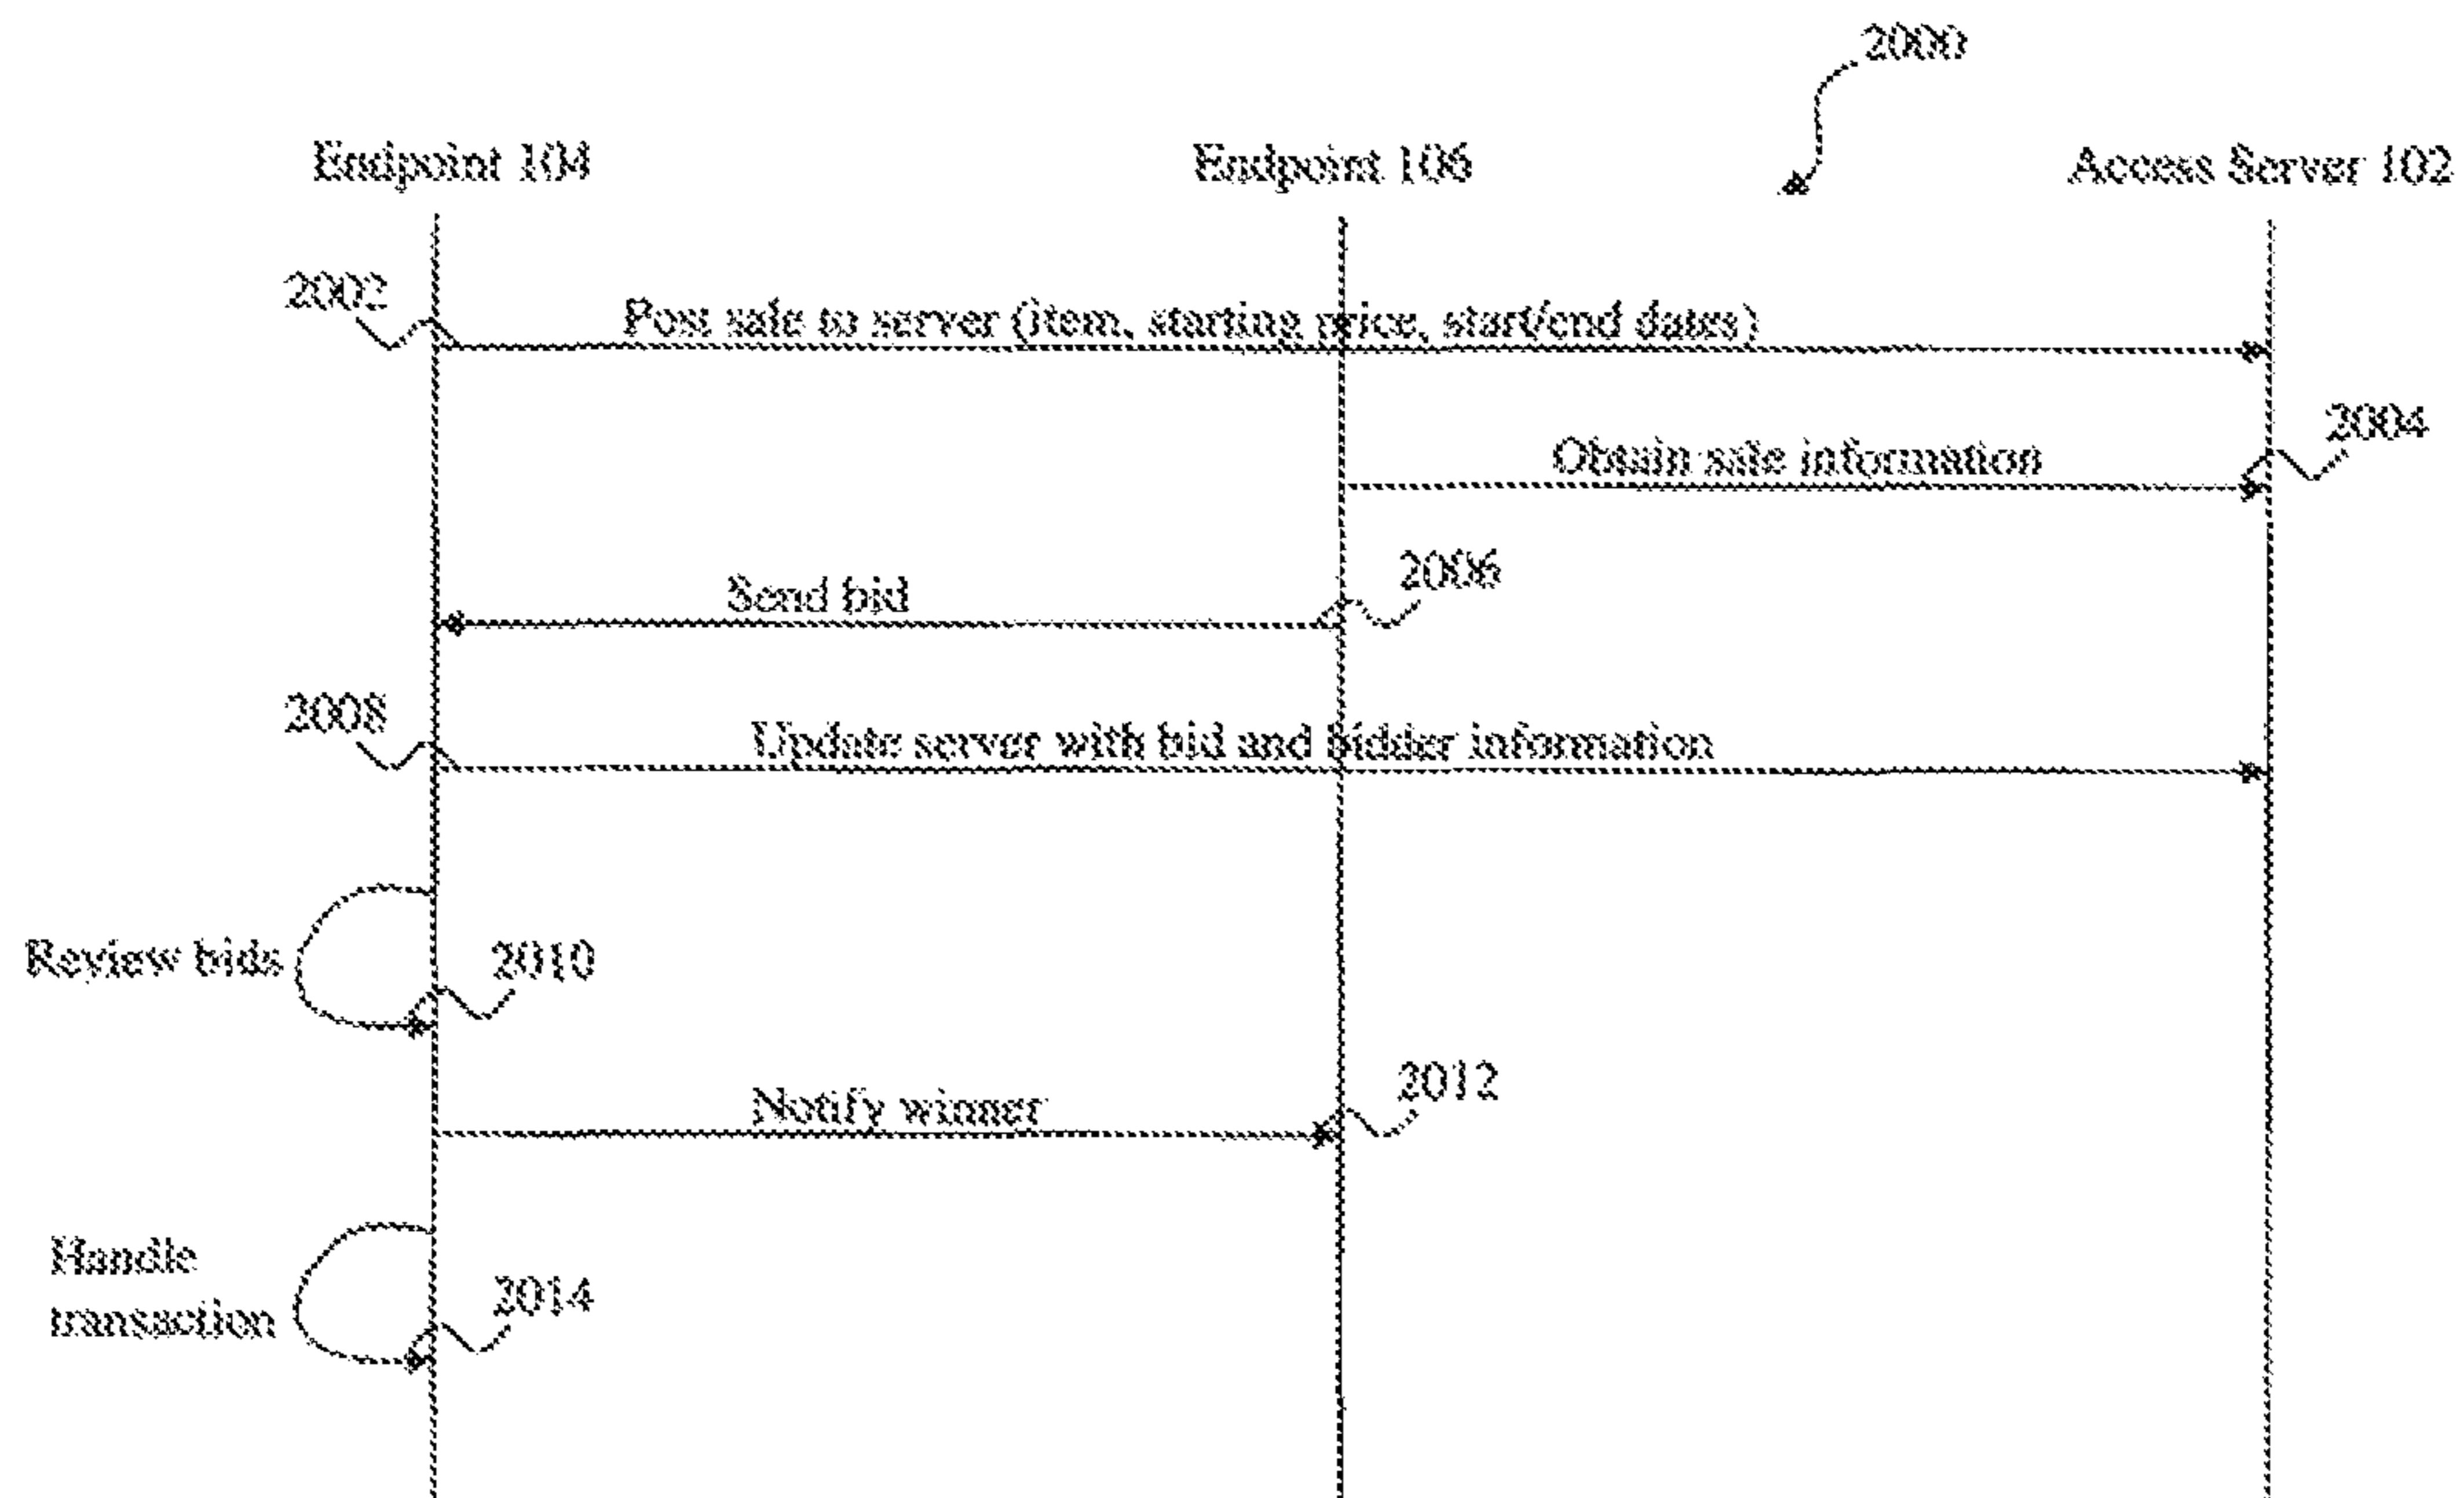 2000
Endpoint 104
Endpoint 106
Access Server 102
2002
Post sale to server (item, starting price, start/end dates)
2004
Obtain sale information
2006
Send bid
2008
Update server with bid and bidder information
Review bids
2010
2012
Notify winner
Handle
transaction
2014